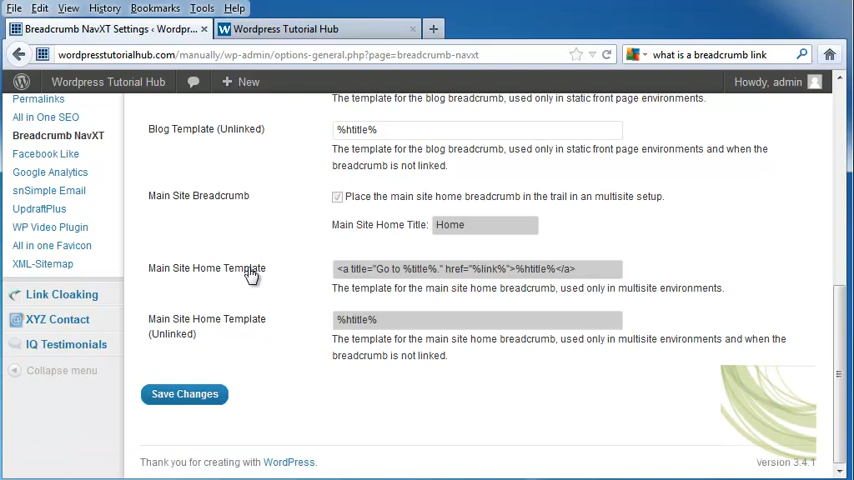 File Edit View History Bookmarks Tools Help
Breadcrumb NavXT Settings ‹ Wordpr... × Wordpress Tutorial Hub × +
wordpresstutorialhub.com/manually/wp-admin/options-general.php?page=breadcrumb-navxt
what is a breadcrumb link
Wordpress Tutorial Hub + New Howdy, admin
Permalinks
All in One SEO
Breadcrumb NavXT
Facebook Like
Google Analytics
snSimple Email
UpdraftPlus
WP Video Plugin
All in one Favicon
XML-Sitemap
Link Cloaking
XYZ Contact
IQ Testimonials
Collapse menu
The template for the blog breadcrumb, used only in static front page environments.
Blog Template (Unlinked) %htitle%
The template for the blog breadcrumb, used only in static front page environments and when the
breadcrumb is not linked.
Main Site Breadcrumb Place the main site home breadcrumb in the trail in an multisite setup.
Main Site Home Title: Home
Main Site Home Template <a title="Go to %title%." href="%link%">%htitle%</a>
The template for the main site home breadcrumb, used only in multisite environments.
Main Site Home Template %htitle%
(Unlinked)
The template for the main site home breadcrumb, used only in multisite environments and when the
breadcrumb is not linked.
Save Changes
Thank you for creating with WordPress. Version 3.4.1